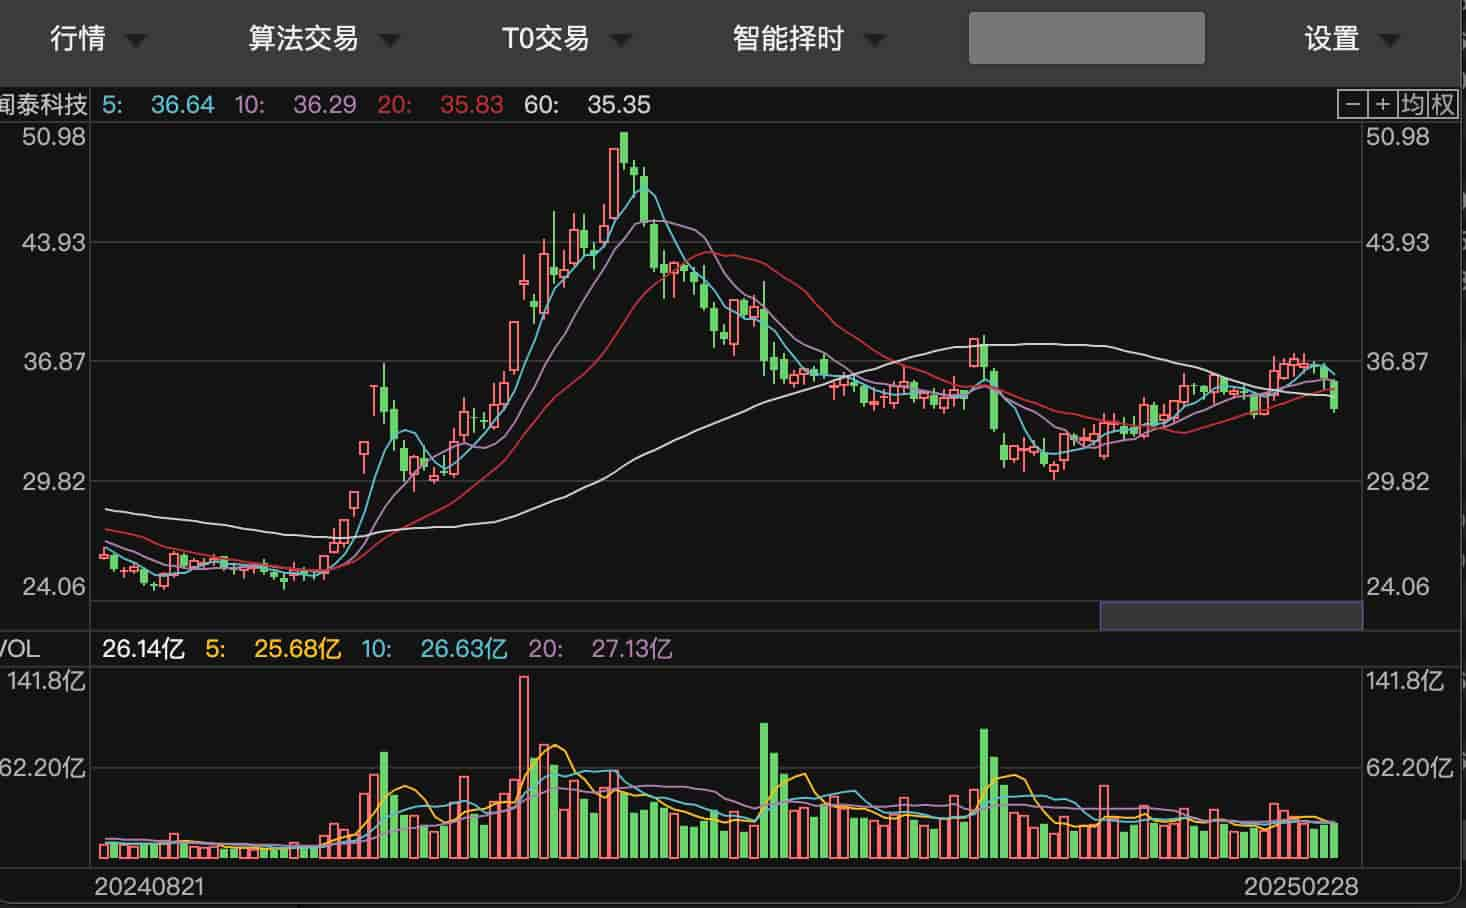 行情 算法交易 T0交易 智能择时 设置
闻泰科技 5: 36.64 10: 36.29 20: 35.83 60: 35.35 − + 均 权
50.98 50.98
43.93 43.93
36.87 36.87
29.82 29.82
24.06 24.06
VOL 26.14亿 5: 25.68亿 10: 26.63亿 20: 27.13亿
141.8亿 141.8亿
62.20亿 62.20亿
20240821 20250228